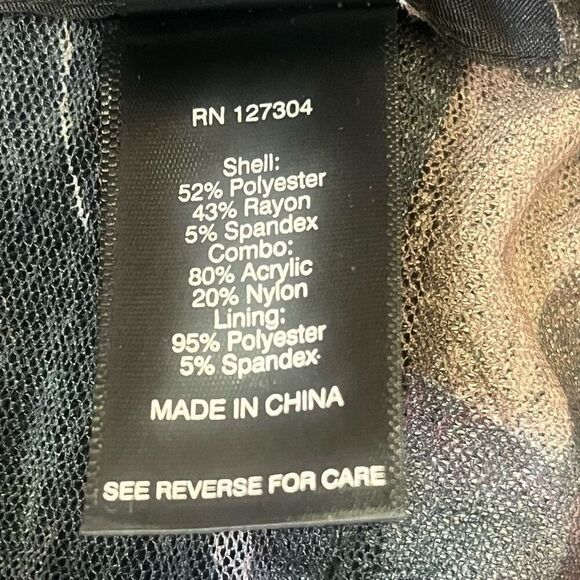 RN 127304
Shell:
52% Polyester
43% Rayon
5% Spandex
Combo:
80% Acrylic
20% Nylon
Lining:
95% Polyester
5% Spandex
MADE IN CHINA
SEE REVERSE FOR CARE